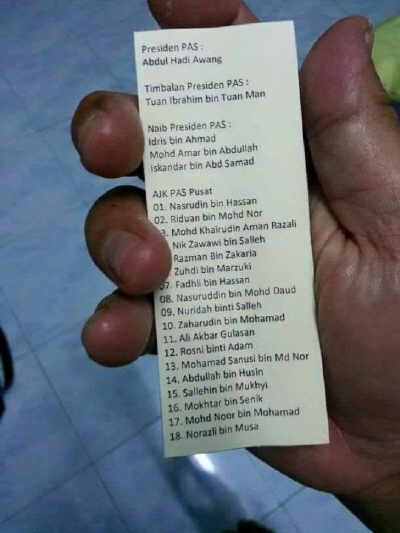 Presiden PAS :
Abdul Hadi Awang
Timbalan Presiden PAS :
Tuan Ibrahim bin Tuan Man
Naib Presiden PAS :
Idris bin Ahmad
Mohd Amar bin Abdullah
Iskandar bin Abd Samad
AJK PAS Pusat
01. Nasrudin bin Hassan
02. Riduan bin Mohd Nor
3. Mohd Khairudin Aman Razali
Nik Zawawi bin Salleh
Razman Bin Zakaria
Zuhdi bin Marzuki
07. Fadhli bin Hassan
08. Nasuruddin bin Mohd Daud
09. Nuridah binti Salleh
10. Zaharudin bin Mohamad
11. Ali Akbar Gulasan
12. Rosni binti Adam
13. Mohamad Sanusi bin Md Nor
14. Abdullah bin Husin
15. Sallehin bin Mukhyi
16. Mokhtar bin Senik
17. Mohd Noor bin Mohamad
18. Norazli bin Musa